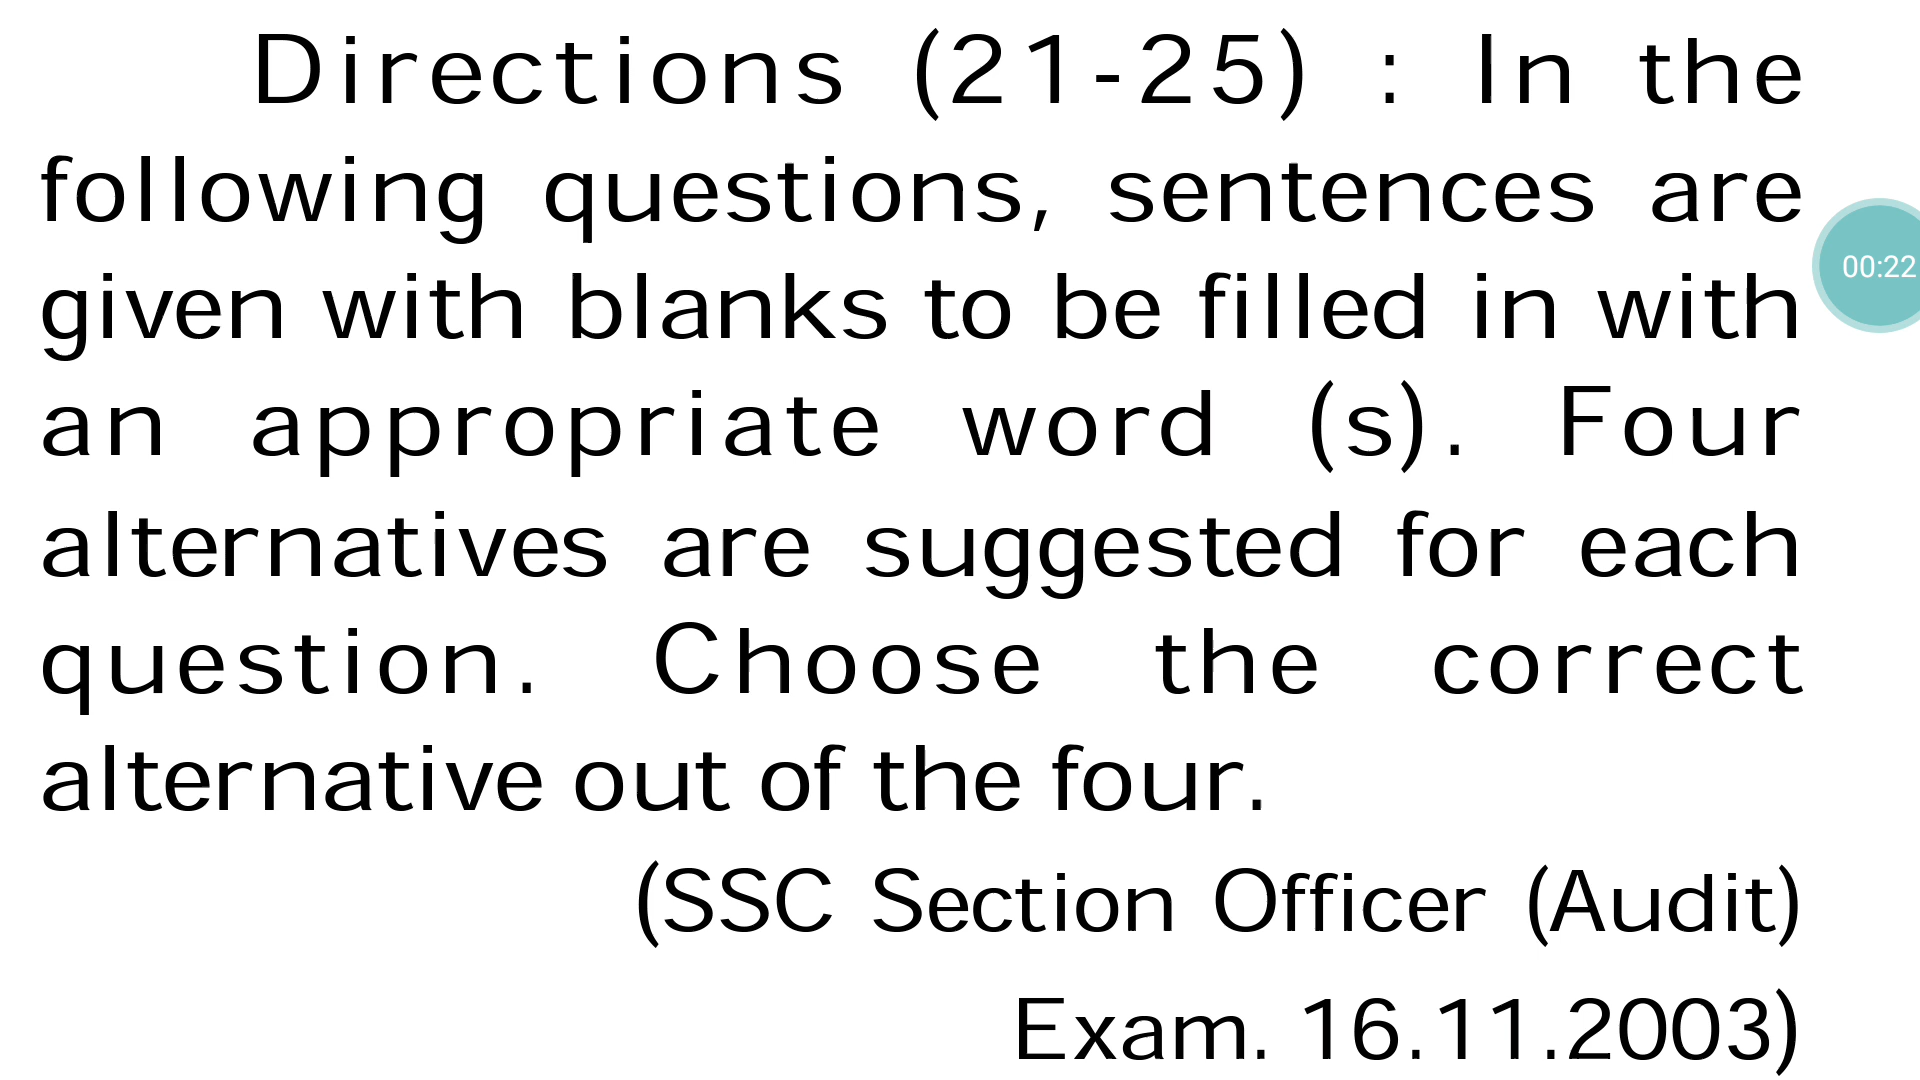 Directions (21-25) : In the
following questions, sentences are
given with blanks to be filled in with
an appropriate word (s). Four
alternatives are suggested for each
question. Choose the correct
alternative out of the four.
(SSC Section Officer (Audit)
Exam. 16.11.2003)
00:22